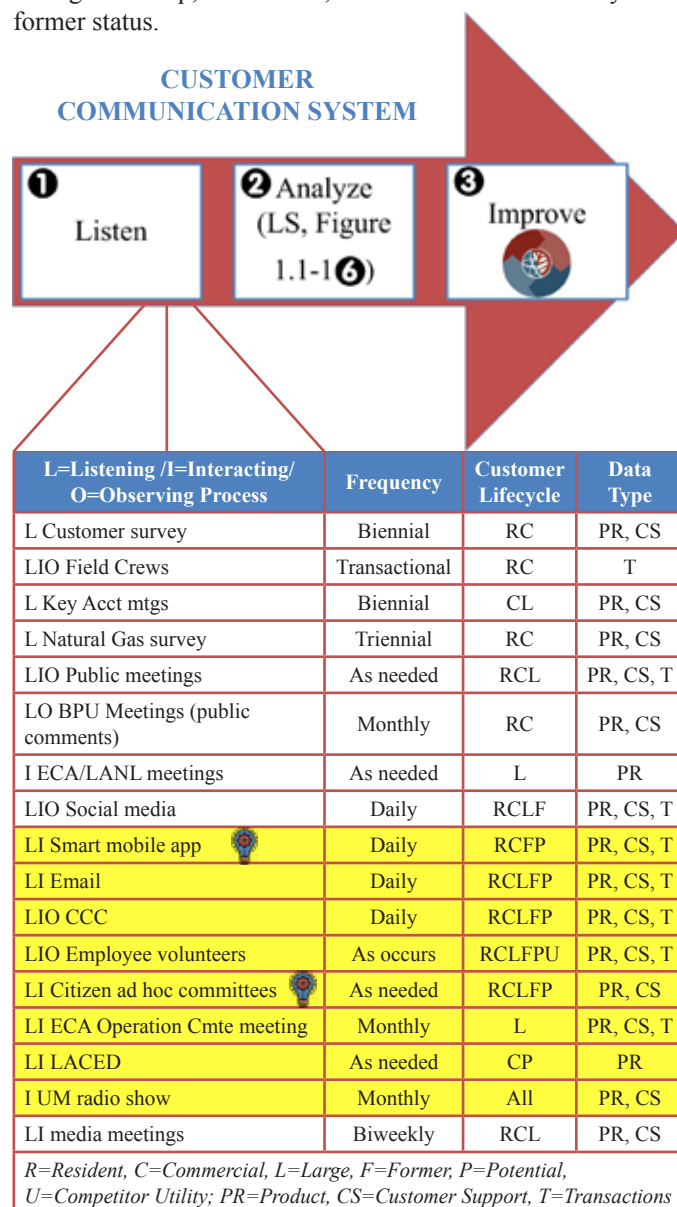 former status.
CUSTOMER
COMMUNICATION SYSTEM
❶
Listen
❷ Analyze
(LS, Figure
1.1-1❻)
❸
Improve
L=Listening /I=Interacting/ O=Observing Process Frequency Customer Lifecycle Data Type
L Customer survey Biennial RC PR, CS
LIO Field Crews Transactional RC T
L Key Acct mtgs Biennial CL PR, CS
L Natural Gas survey Triennial RC PR, CS
LIO Public meetings As needed RCL PR, CS, T
LO BPU Meetings (public comments) Monthly RC PR, CS
I ECA/LANL meetings As needed L PR
LIO Social media Daily RCLF PR, CS, T
LI Smart mobile app Daily RCFP PR, CS, T
LI Email Daily RCLFP PR, CS, T
LIO CCC Daily RCLFP PR, CS, T
LIO Employee volunteers As occurs RCLFPU PR, CS, T
LI Citizen ad hoc committees As needed RCLFP PR, CS
LI ECA Operation Cmte meeting Monthly L PR, CS, T
LI LACED As needed CP PR
I UM radio show Monthly All PR, CS
LI media meetings Biweekly RCL PR, CS
R=Resident, C=Commercial, L=Large, F=Former, P=Potential,
U=Competitor Utility; PR=Product, CS=Customer Support, T=Transactions